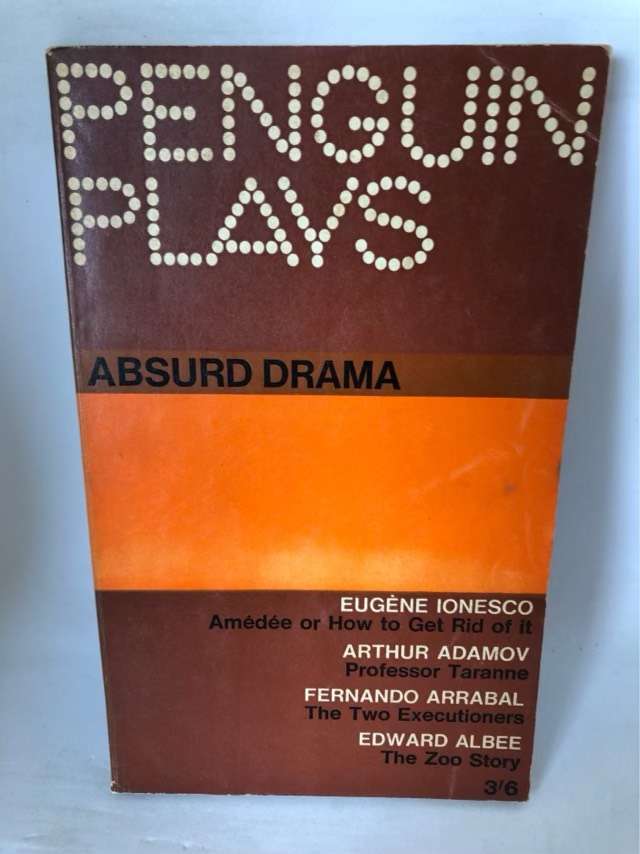 PENGUIN
PLAYS
ABSURD DRAMA
EUGÈNE IONESCO
Amédée or How to Get Rid of it
ARTHUR ADAMOV
Professor Taranne
FERNANDO ARRABAL
The Two Executioners
EDWARD ALBEE
The Zoo Story
3'6